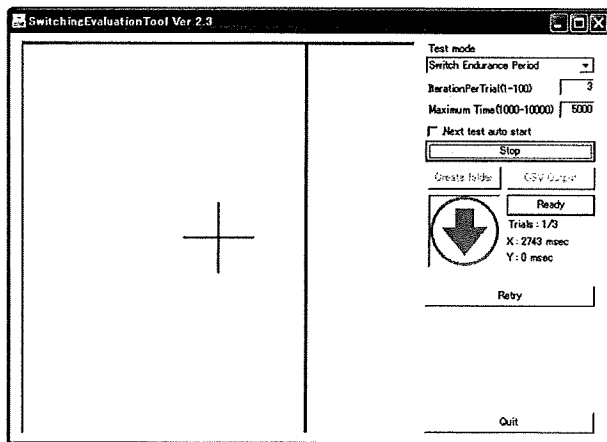 SwitchingEvaluationTool Ver 2.3
Test mode
Switch Endurance Period
IterationPerTrial(1-100) 3
Maximum Time(1000-10000) 5000
Next test auto start
Stop
Create folder CSV Output
Ready
Trials : 1/3
X : 2743 msec
Y : 0 msec
Retry
Quit